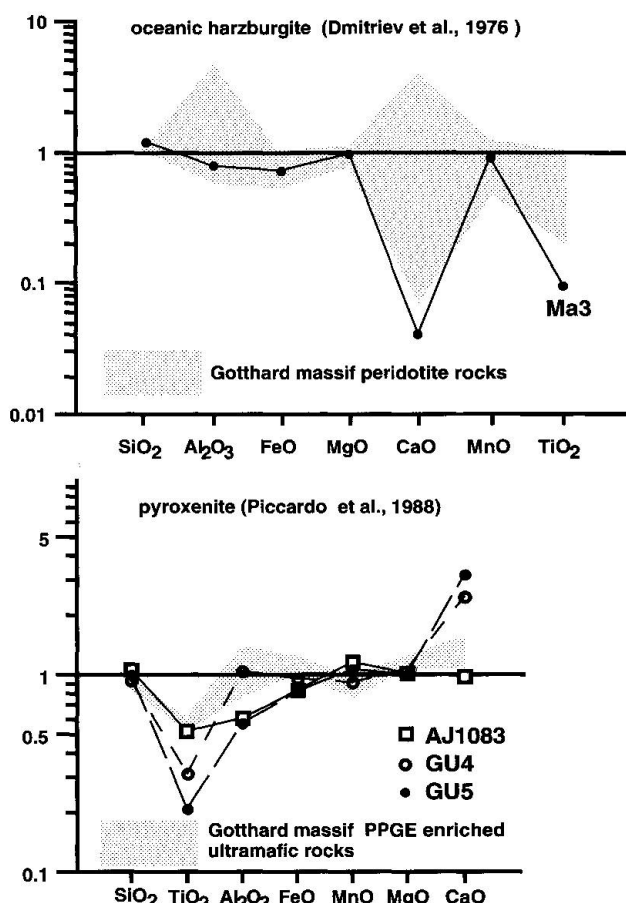 10
oceanic harzburgite (Dmitriev et al., 1976 )
1
0.1
Ma3
Gotthard massif peridotite rocks
0.01
SiO2 Al2O3 FeO MgO CaO MnO TiO2
pyroxenite (Piccardo et al., 1988)
5
1
0.5
AJ1083
GU4
GU5
Gotthard massif PPGE enriched
ultramafic rocks
0.1
SiO2 TiO2 Al2O3 FeO MnO MgO CaO